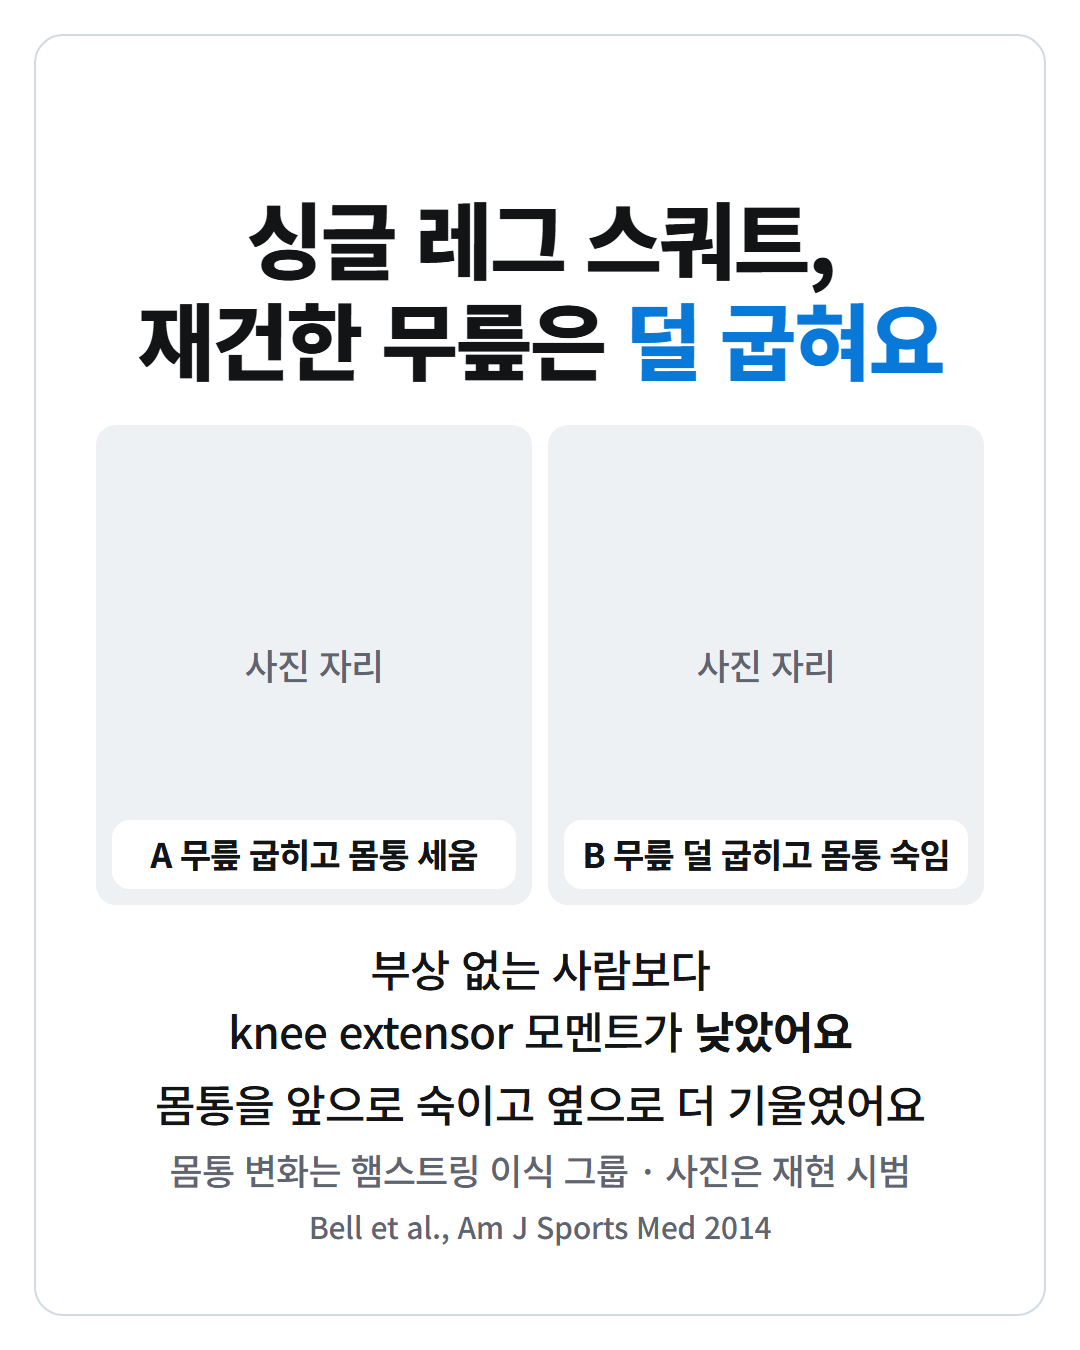 싱글 레그 스쿼트,
재건한 무릎은 덜 굽혀요
사진 자리
사진 자리
A 무릎 굽히고 몸통 세움
B 무릎 덜 굽히고 몸통 숙임
부상 없는 사람보다
knee extensor 모멘트가 낮았어요
몸통을 앞으로 숙이고 옆으로 더 기울였어요
몸통 변화는 햄스트링 이식 그룹 · 사진은 재현 시범
Bell et al., Am J Sports Med 2014